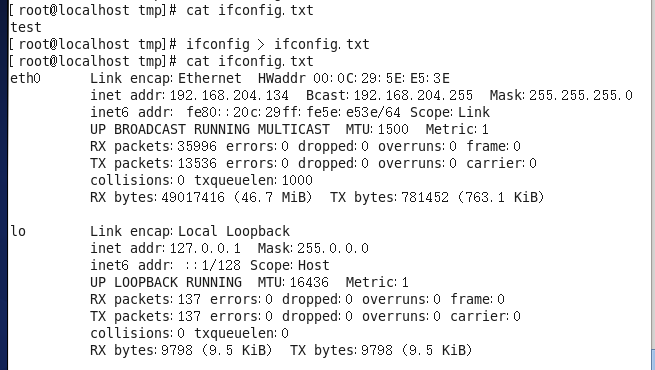 [root@localhost tmp]# cat ifconfig.txt
test
[root@localhost tmp]# ifconfig > ifconfig.txt
[root@localhost tmp]# cat ifconfig.txt
eth0      Link encap:Ethernet  HWaddr 00:0C:29:5E:E5:3E
          inet addr:192.168.204.134  Bcast:192.168.204.255  Mask:255.255.255.0
          inet6 addr: fe80::20c:29ff:fe5e:e53e/64 Scope:Link
          UP BROADCAST RUNNING MULTICAST  MTU:1500  Metric:1
          RX packets:35996 errors:0 dropped:0 overruns:0 frame:0
          TX packets:13536 errors:0 dropped:0 overruns:0 carrier:0
          collisions:0 txqueuelen:1000
          RX bytes:49017416 (46.7 MiB)  TX bytes:781452 (763.1 KiB)

lo        Link encap:Local Loopback
          inet addr:127.0.0.1  Mask:255.0.0.0
          inet6 addr: ::1/128 Scope:Host
          UP LOOPBACK RUNNING  MTU:16436  Metric:1
          RX packets:137 errors:0 dropped:0 overruns:0 frame:0
          TX packets:137 errors:0 dropped:0 overruns:0 carrier:0
          collisions:0 txqueuelen:0
          RX bytes:9798 (9.5 KiB)  TX bytes:9798 (9.5 KiB)